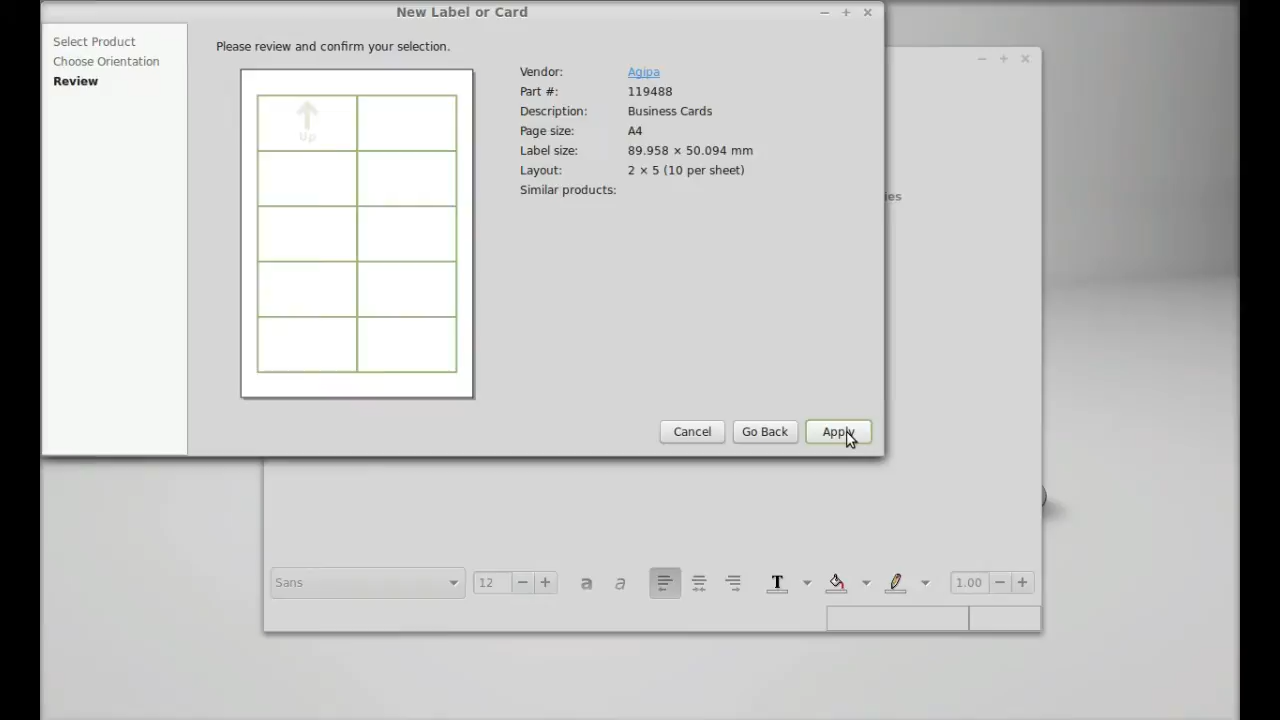 New Label or Card
Select Product
Choose Orientation
Review
Please review and confirm your selection.
Up
Vendor: Agipa
Part #: 119488
Description: Business Cards
Page size: A4
Label size: 89.958 × 50.094 mm
Layout: 2 × 5 (10 per sheet)
Similar products:
ies
Cancel Go Back Apply
Sans 12 a a T 1.00